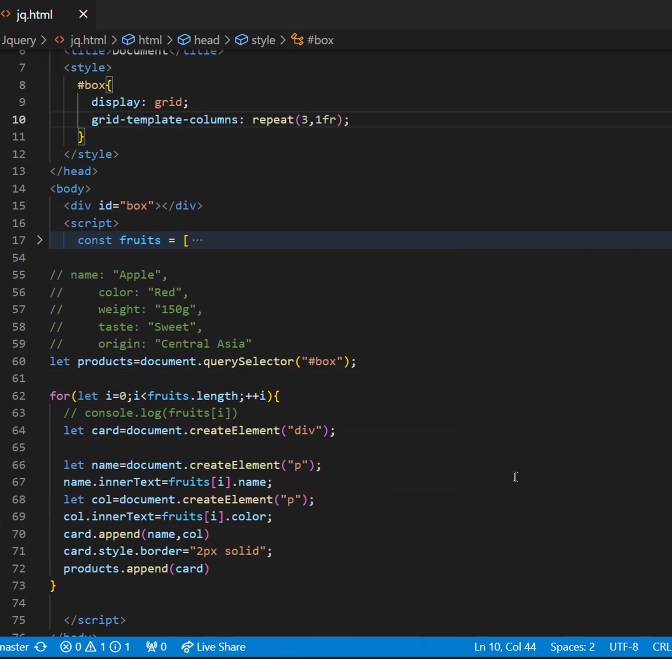 jq.html
Jquery > jq.html > html > head > style > #box
6 <title>Document</title>
7 <style>
8 #box{
9 display: grid;
10 grid-template-columns: repeat(3,1fr);
11 }
12 </style>
13 </head>
14 <body>
15 <div id="box"></div>
16 <script>
17 > const fruits = [ ...
54
55 // name: "Apple",
56 // color: "Red",
57 // weight: "150g",
58 // taste: "Sweet",
59 // origin: "Central Asia"
60 let products=document.querySelector("#box");
61
62 for(let i=0;i<fruits.length;++i){
63 // console.log(fruits[i])
64 let card=document.createElement("div");
65
66 let name=document.createElement("p");
67 name.innerText=fruits[i].name;
68 let col=document.createElement("p");
69 col.innerText=fruits[i].color;
70 card.append(name,col)
71 card.style.border="2px solid";
72 products.append(card)
73 }
74
75 </script>
76 </body>
master 0 1 1 0 Live Share Ln 10, Col 44 Spaces: 2 UTF-8 CRL